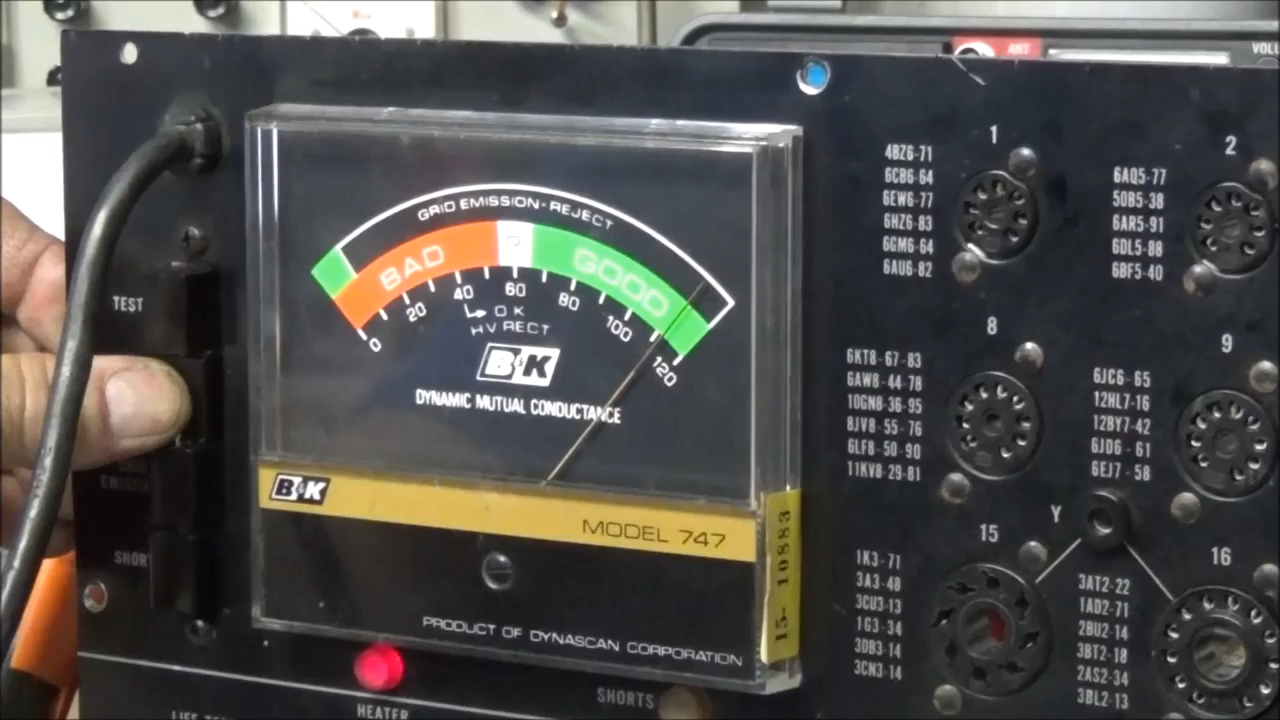 ANT
VOL
TEST
SHOR
GRID EMISSION-REJECT
BAD
?
GOOD
0
20
40
60
80
100
120
OK
HV RECT
B&K
DYNAMIC MUTUAL CONDUCTANCE
B&K
MODEL 747
15- 10883
PRODUCT OF DYNASCAN CORPORATION
HEATER
SHORTS
1
4BZ6-71
6CB6-64
6EW6-77
6HZ6-83
6GM6-64
6AU6-82
2
6AQ5-77
50B5-38
6AR5-91
6DL5-88
6BF5-40
8
6KT8-67-83
6AW8-44-78
10GN8-36-95
8JV8-55-76
6LF8-50-90
11KV8-29-81
9
6JC6-65
12HL7-16
12BY7-42
6JD6-61
6EJ7-58
Y
15
1K3-71
3A3-48
3CU3-13
1G3-34
3DB3-14
3CN3-14
16
3AT2-22
1AD2-71
2BU2-14
3BT2-18
2AS2-34
3BL2-13